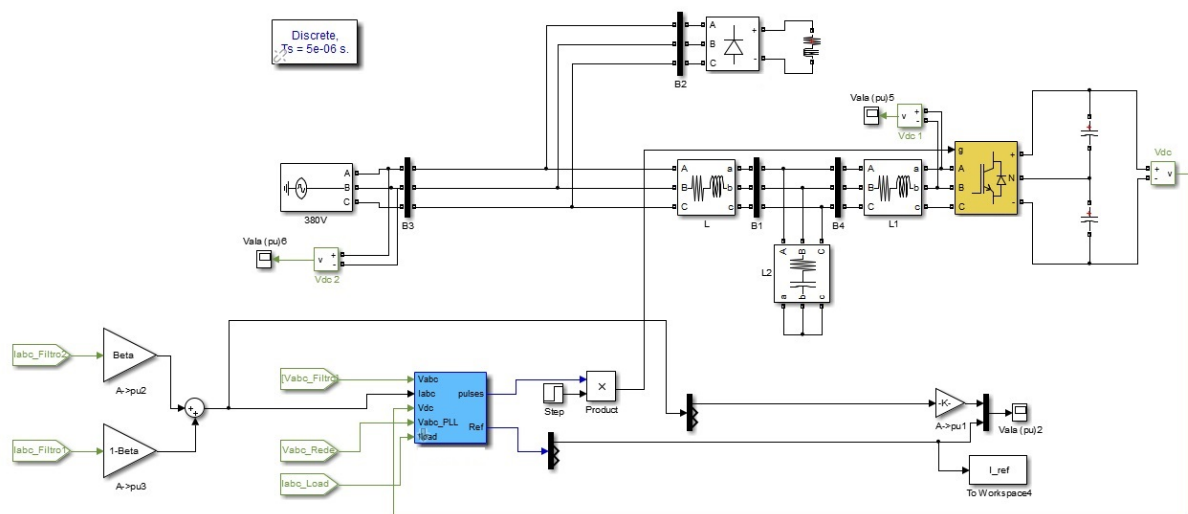 Discrete,
Ts = 5e-06 s.
A
B
C
+
-
B2
Vala (pu)5
v
+
-
Vdc 1
g
A
B
C
+
N
-
Vdc
+
-
v
A
B
C
380V
B3
A
B
C
a
b
c
L
B1
B4
A
B
C
a
b
c
L1
Vala (pu)6
v
+
-
Vdc 2
L2
A
B
C
a
b
c
Iabc_Filtro2
Beta
A->pu2
Iabc_Filtro1
1-Beta
A->pu3
+
+
[Vabc_Filtro]
Vabc_Rede
Iabc_Load
Vabc
Iabc
Vdc
Vabc_PLL
pulses
Ref
Step
×
Product
-K-
A->pu1
Vala (pu)2
I_ref
To Workspace4